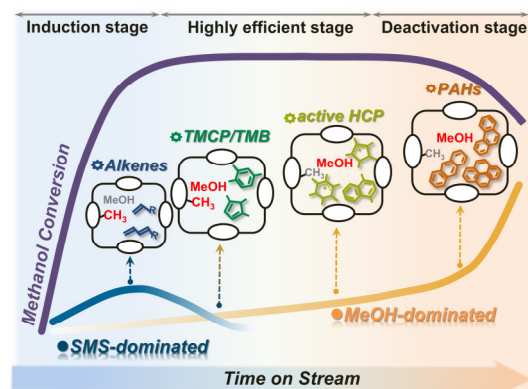 Induction stage
Highly efficient stage
Deactivation stage
PAHs
active HCP
TMCP/TMB
Alkenes
MeOH
CH3
MeOH
CH3
MeOH
CH3
MeOH
CH3
R
R
Methanol Conversion
MeOH-dominated
SMS-dominated
Time on Stream